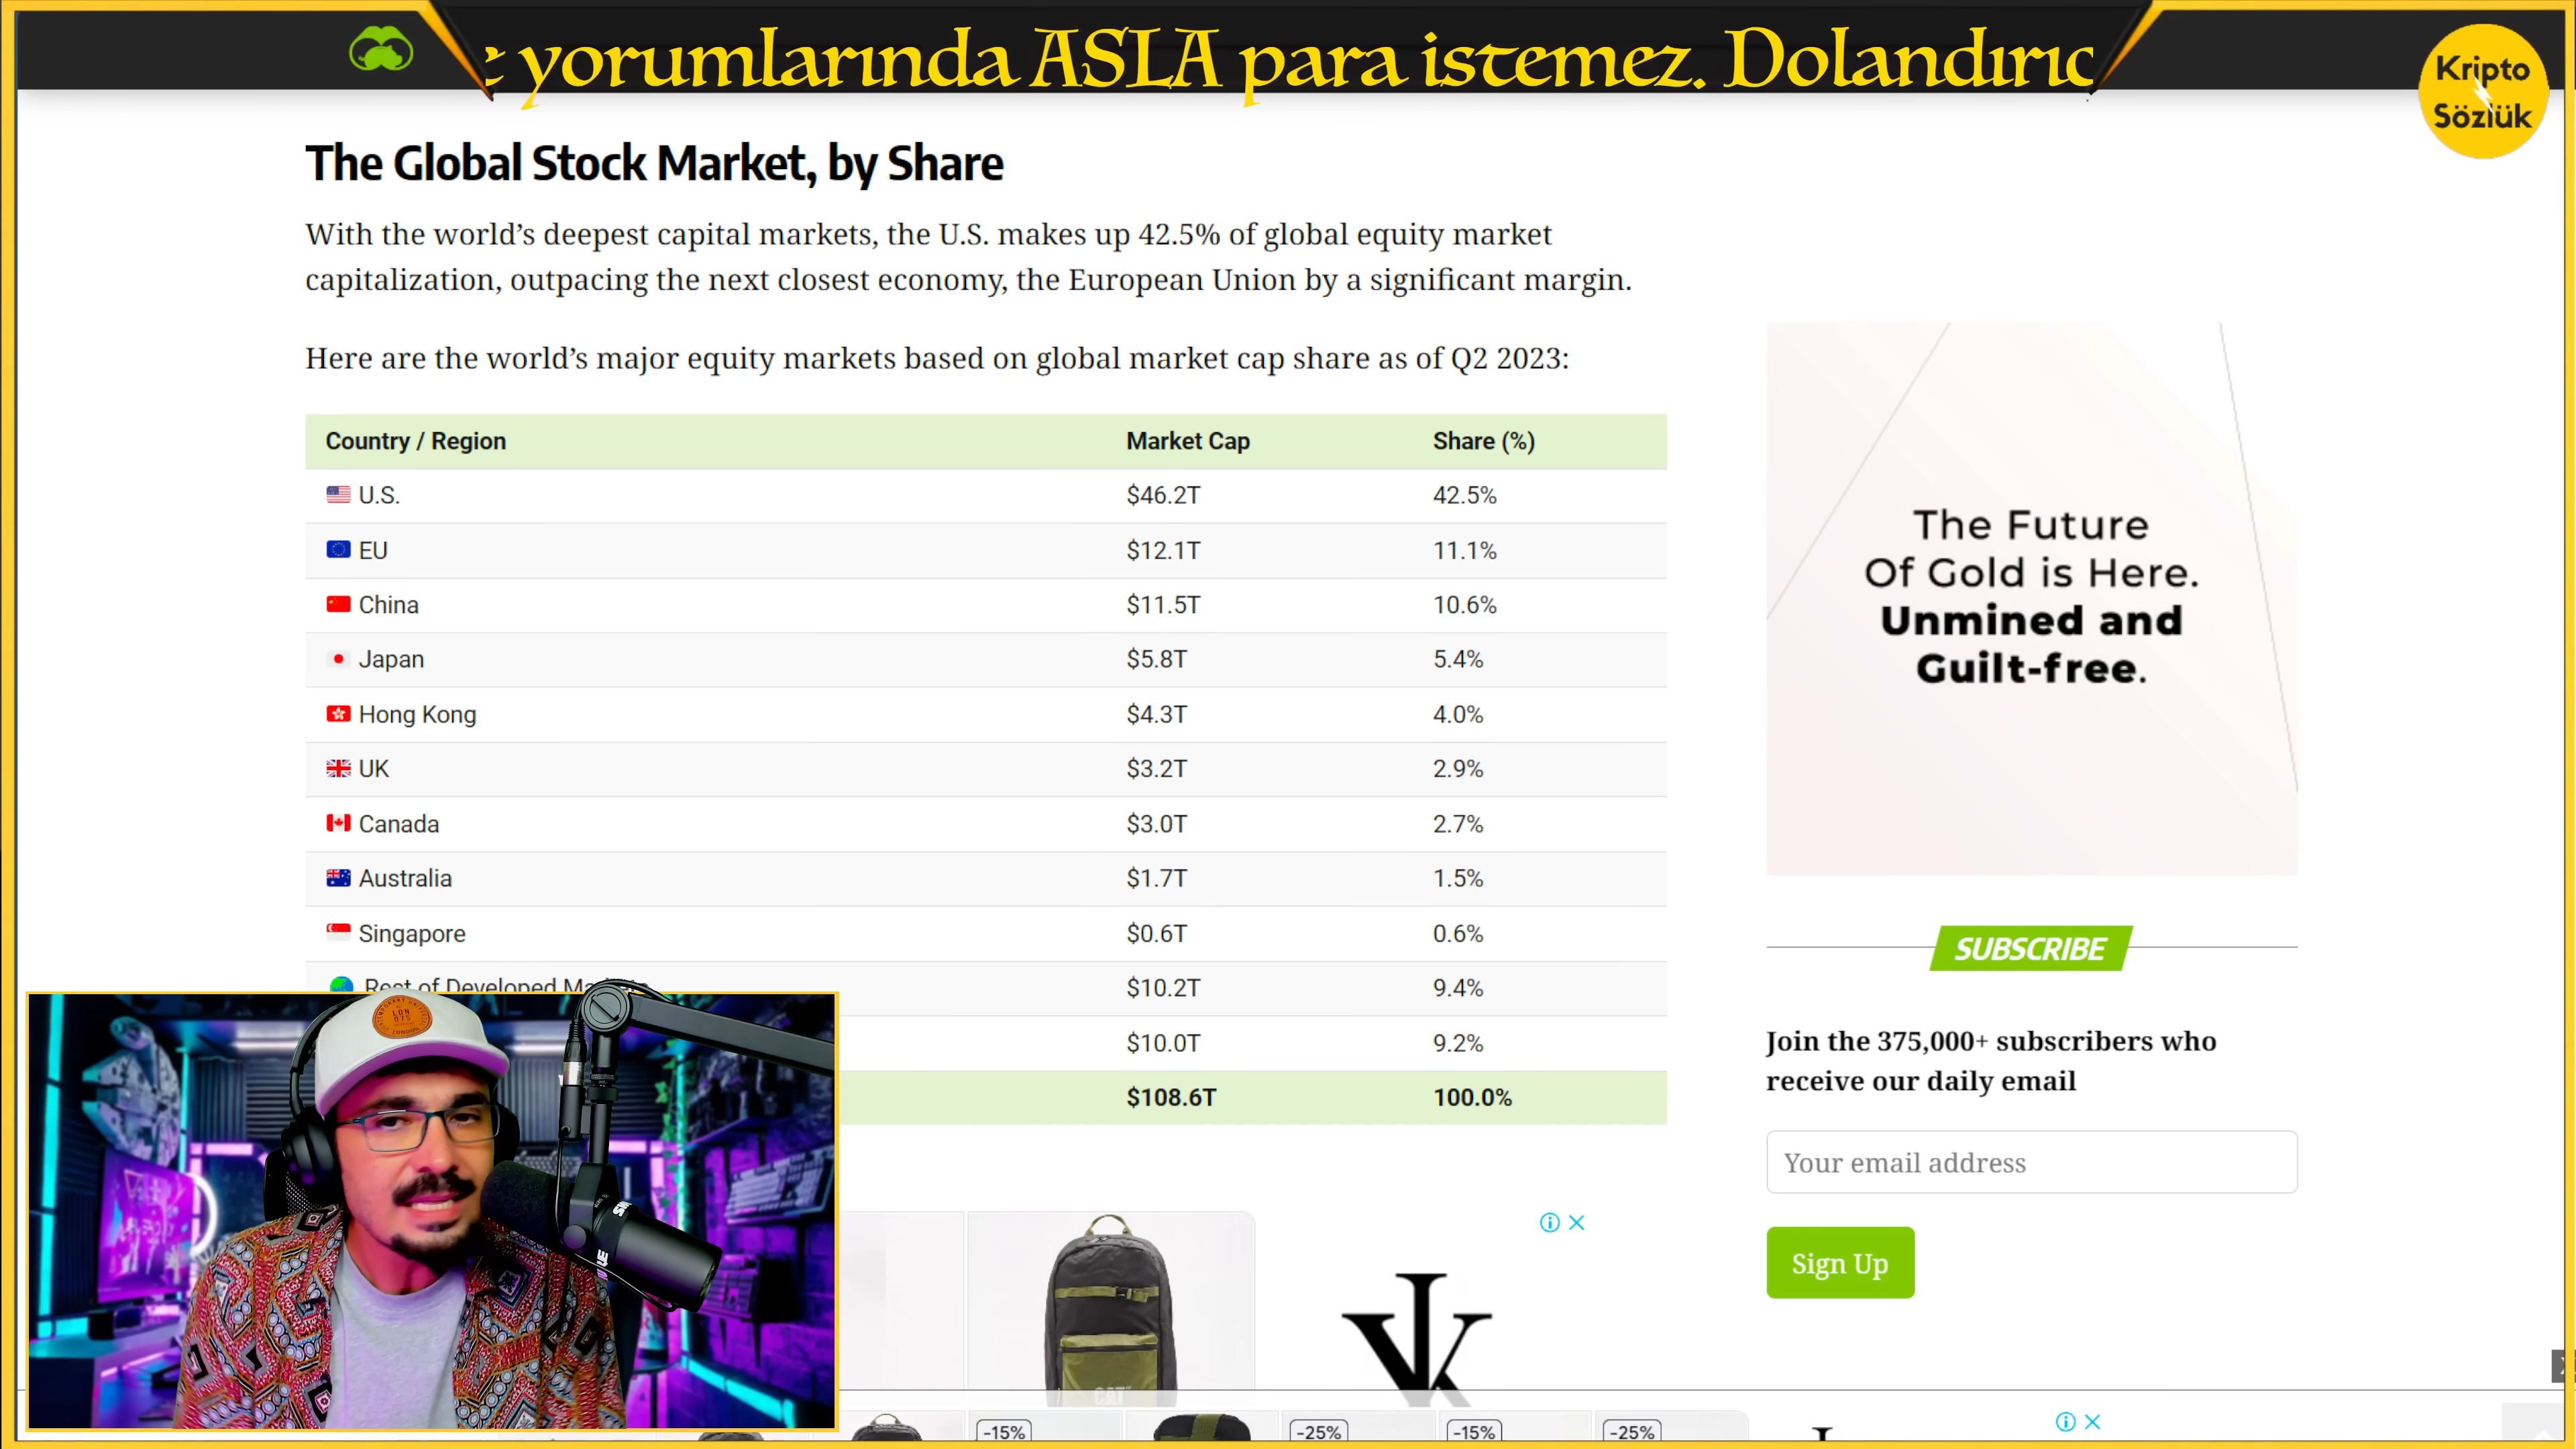 yorumlarında ASLA para istemez.
Kripto
Sözlük
The Global Stock Market, by Share
With the world’s deepest capital markets, the U.S. makes up 42.5% of global equity market
capitalization, outpacing the next closest economy, the European Union by a significant margin.
Here are the world’s major equity markets based on global market cap share as of Q2 2023:
Country / Region Market Cap Share (%)
U.S. $46.2T 42.5%
EU $12.1T 11.1%
China $11.5T 10.6%
Japan $5.8T 5.4%
Hong Kong $4.3T 4.0%
UK $3.2T 2.9%
Canada $3.0T 2.7%
Australia $1.7T 1.5%
Singapore $0.6T 0.6%
Rest of Developed $10.2T 9.4%
$10.0T 9.2%
$108.6T 100.0%
The Future
Of Gold is Here.
Unmined and
Guilt-free.
SUBSCRIBE
Join the 375,000+ subscribers who
receive our daily email
Your email address
Sign Up
LDN
-15% -25% -15% -25%